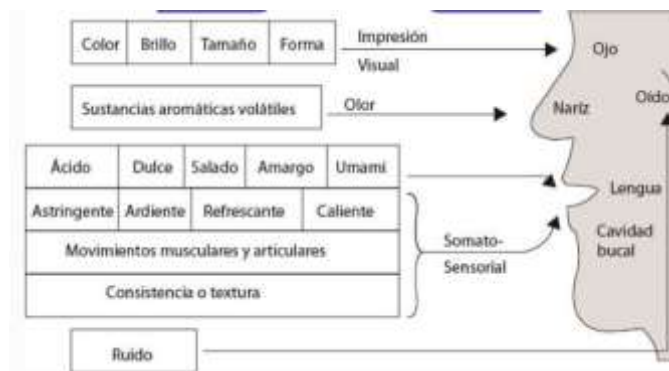 Color Brillo Tamaño Forma
Impresión
Visual
Ojo
Sustancias aromáticas volátiles
Olor
Naríz
Oído
Ácido Dulce Salado Amargo Umami
Lengua
Astringente Ardiente Refrescante Caliente
Movimientos musculares y articulares
Somato-
Sensorial
Cavidad
bucal
Consistencia o textura
Ruido